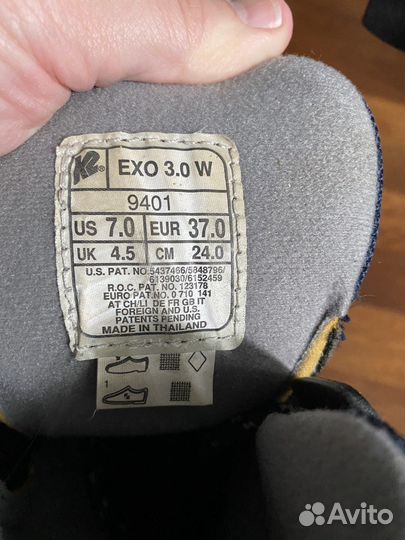 K2® EXO 3.0 W
9401
US 7.0 EUR 37.0
UK 4.5 CM 24.0
U.S. PAT. NO.5437466/5848796/
6139030/6152459
R.O.C. PAT. NO. 123178
EURO PAT.NO. 0 710 141
AT CH/LI DE FR GB IT
FOREIGN AND U.S.
PATENTS PENDING
MADE IN THAILAND
1
Avito